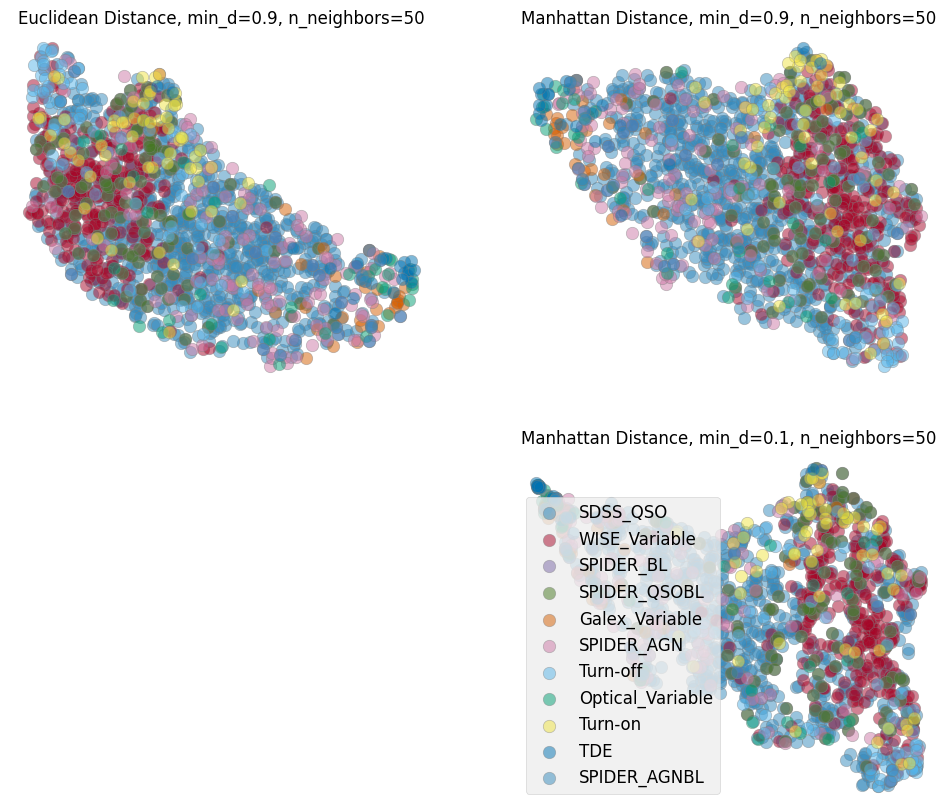 Euclidean Distance, min_d=0.9, n_neighbors=50
Manhattan Distance, min_d=0.9, n_neighbors=50
Manhattan Distance, min_d=0.1, n_neighbors=50
SDSS_QSO
WISE_Variable
SPIDER_BL
SPIDER_QSOBL
Galex_Variable
SPIDER_AGN
Turn-off
Optical_Variable
Turn-on
TDE
SPIDER_AGNBL